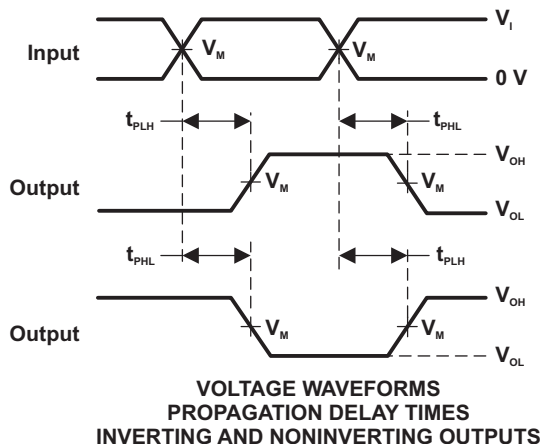 Input
V_M
V_M
V_I
0 V
t_PLH
t_PHL
Output
V_M
V_M
V_OH
V_OL
t_PHL
t_PLH
Output
V_M
V_M
V_OH
V_OL
VOLTAGE WAVEFORMS
PROPAGATION DELAY TIMES
INVERTING AND NONINVERTING OUTPUTS